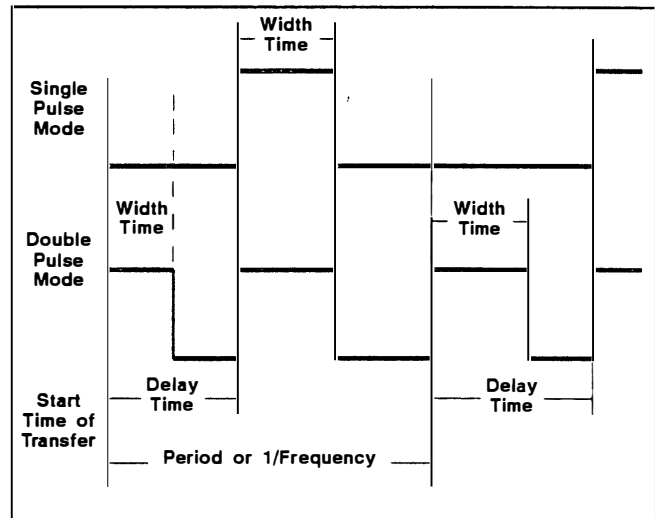 Width
Time
Single
Pulse
Mode
Width
Time
Width
Time
Double
Pulse
Mode
Delay
Time
Delay
Time
Start
Time of
Transfer
Period or 1/Frequency